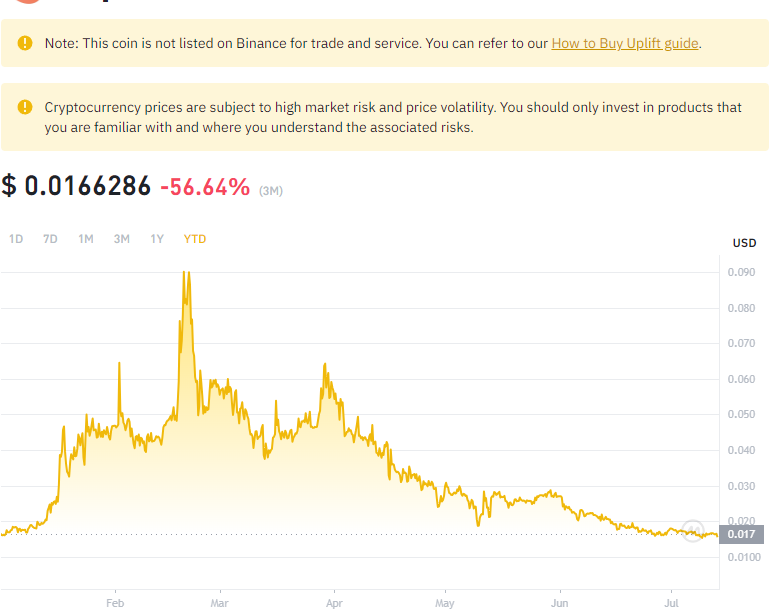 Note: This coin is not listed on Binance for trade and service. You can refer to our How to Buy Uplift guide.
Cryptocurrency prices are subject to high market risk and price volatility. You should only invest in products that
you are familiar with and where you understand the associated risks.
$ 0.0166286 -56.64% (3M)
1D 7D 1M 3M 1Y YTD
USD
0.090
0.080
0.070
0.060
0.050
0.040
0.030
0.020
0.017
0.0100
Feb Mar Apr May Jun Jul